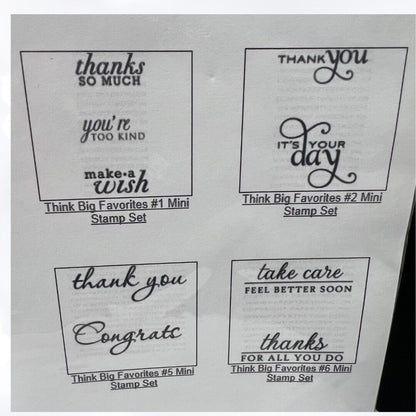 thanks
SO MUCH
you're
TOO KIND
make•a
wish
Think Big Favorites #1 Mini
Stamp Set
THANK you
IT'S YOUR
day
Think Big Favorites #2 Mini
Stamp Set
thank you
Congrats
Think Big Favorites #5 Mini
Stamp Set
take care
FEEL BETTER SOON
thanks
FOR ALL YOU DO
Think Big Favorites #6 Mini
Stamp Set